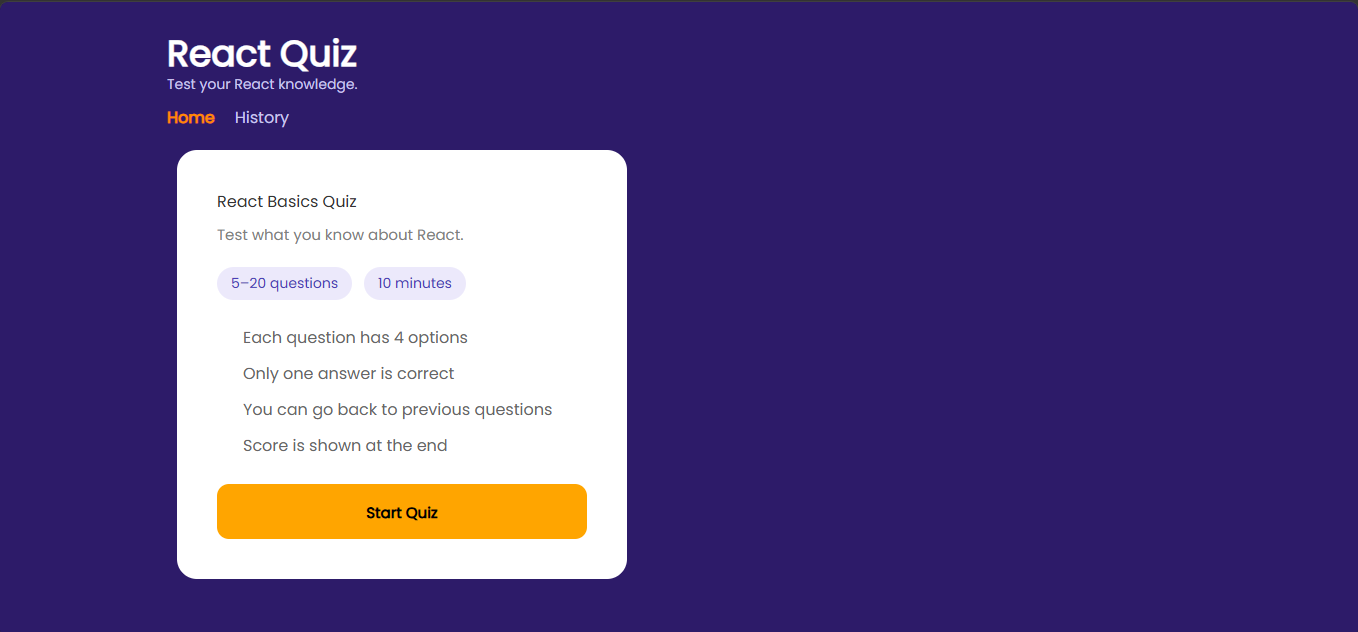 React Quiz
Test your React knowledge.
Home History
React Basics Quiz
Test what you know about React.
5–20 questions 10 minutes
Each question has 4 options
Only one answer is correct
You can go back to previous questions
Score is shown at the end
Start Quiz